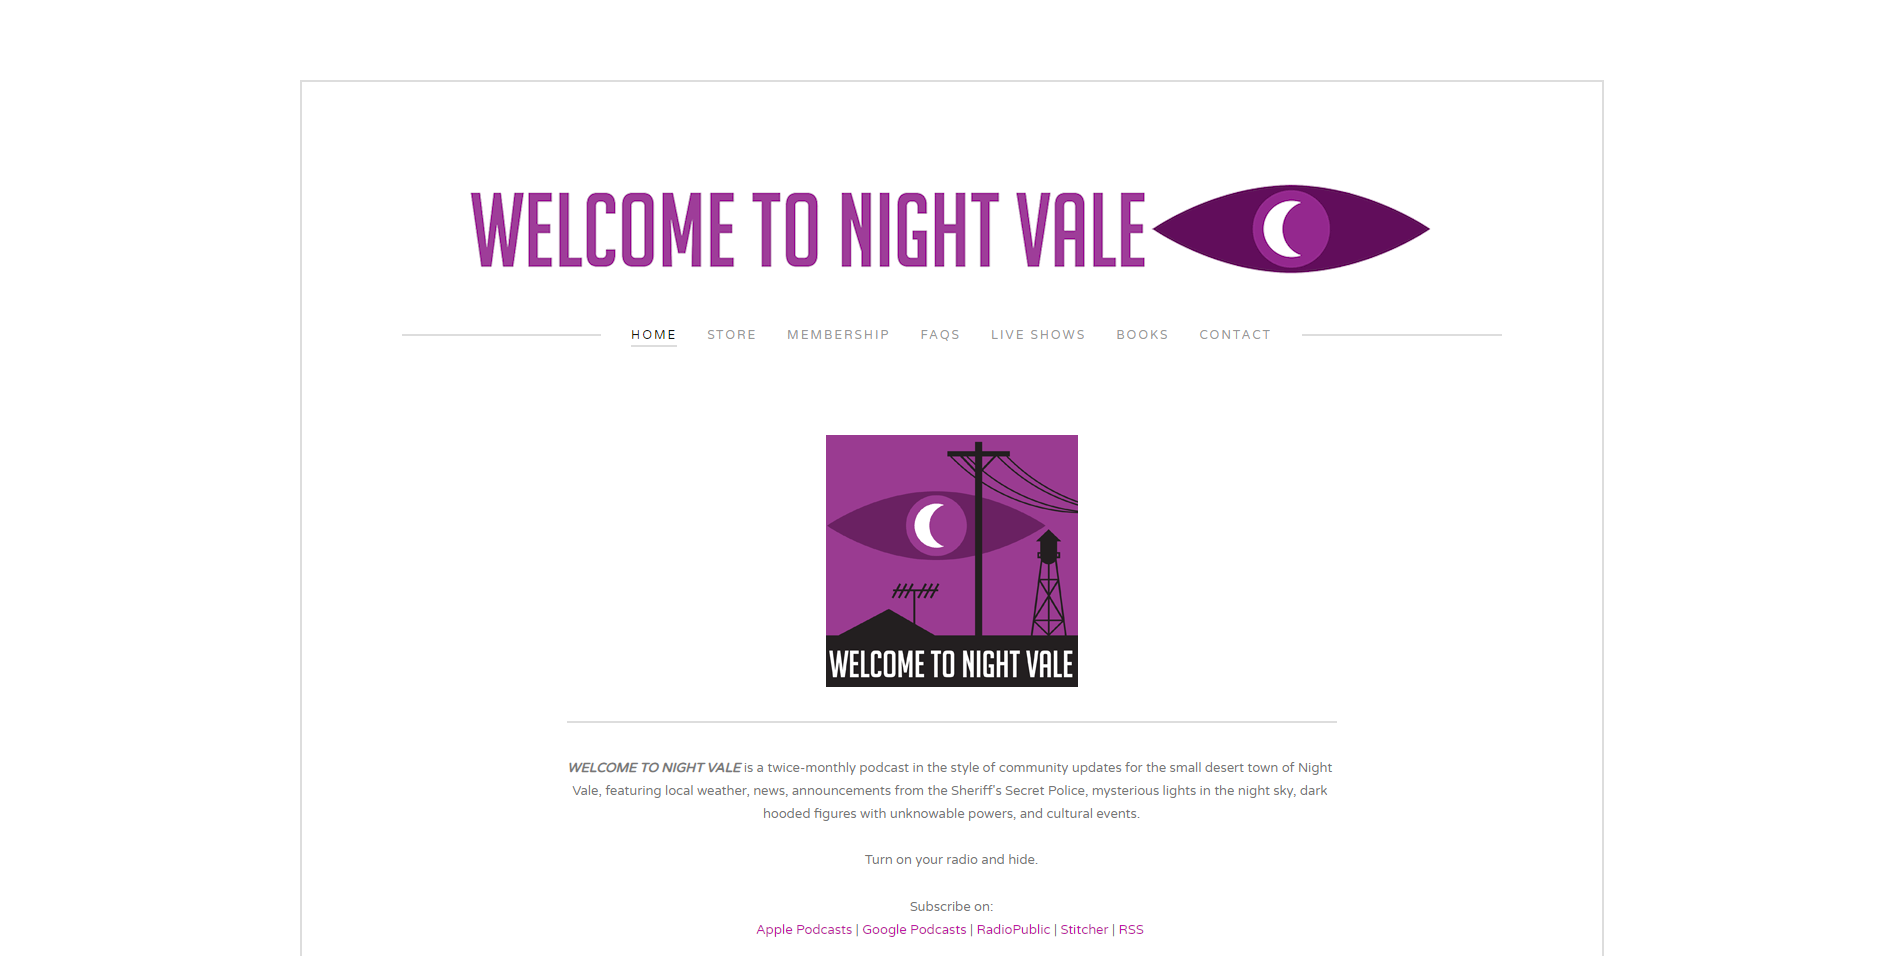 WELCOME TO NIGHT VALE
HOME STORE MEMBERSHIP FAQS LIVE SHOWS BOOKS CONTACT
WELCOME TO NIGHT VALE
WELCOME TO NIGHT VALE is a twice-monthly podcast in the style of community updates for the small desert town of Night
Vale, featuring local weather, news, announcements from the Sheriff's Secret Police, mysterious lights in the night sky, dark
hooded figures with unknowable powers, and cultural events.
Turn on your radio and hide.
Subscribe on:
Apple Podcasts | Google Podcasts | RadioPublic | Stitcher | RSS